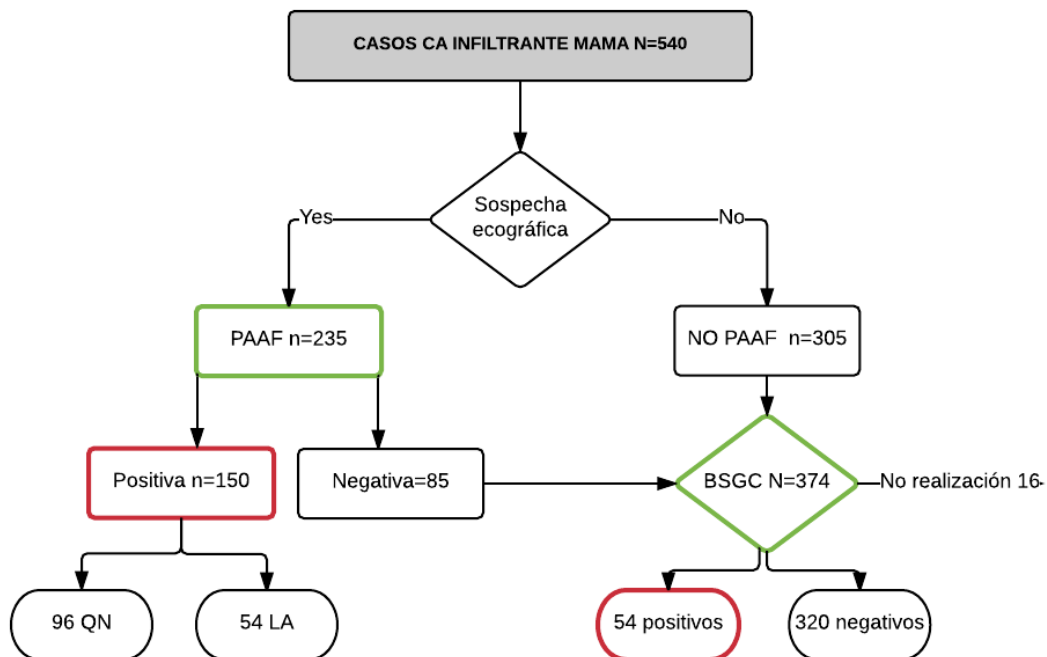 CASOS CA INFILTRANTE MAMA N=540
Sospecha
ecográfica
Yes
No
PAAF n=235
NO PAAF n=305
Positiva n=150
Negativa=85
BSGC N=374
No realización 16
96 QN
54 LA
54 positivos
320 negativos